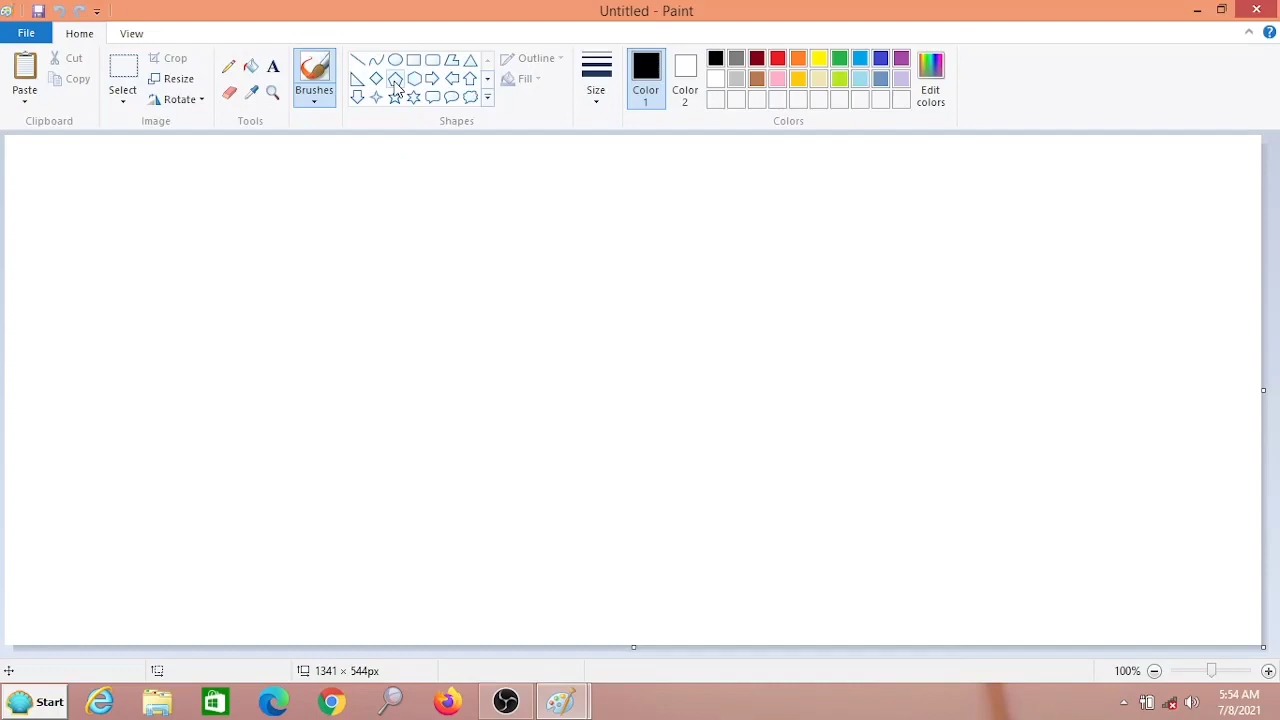 Untitled - Paint
File Home View
Paste
Cut
Copy
Clipboard
Select
Crop
Resize
Rotate
Image
A
Tools
Brushes
Shapes
Outline
Fill
Size
Color 1
Color 2
Edit colors
Colors
1341 × 544px
100%
Start
5:54 AM
7/8/2021